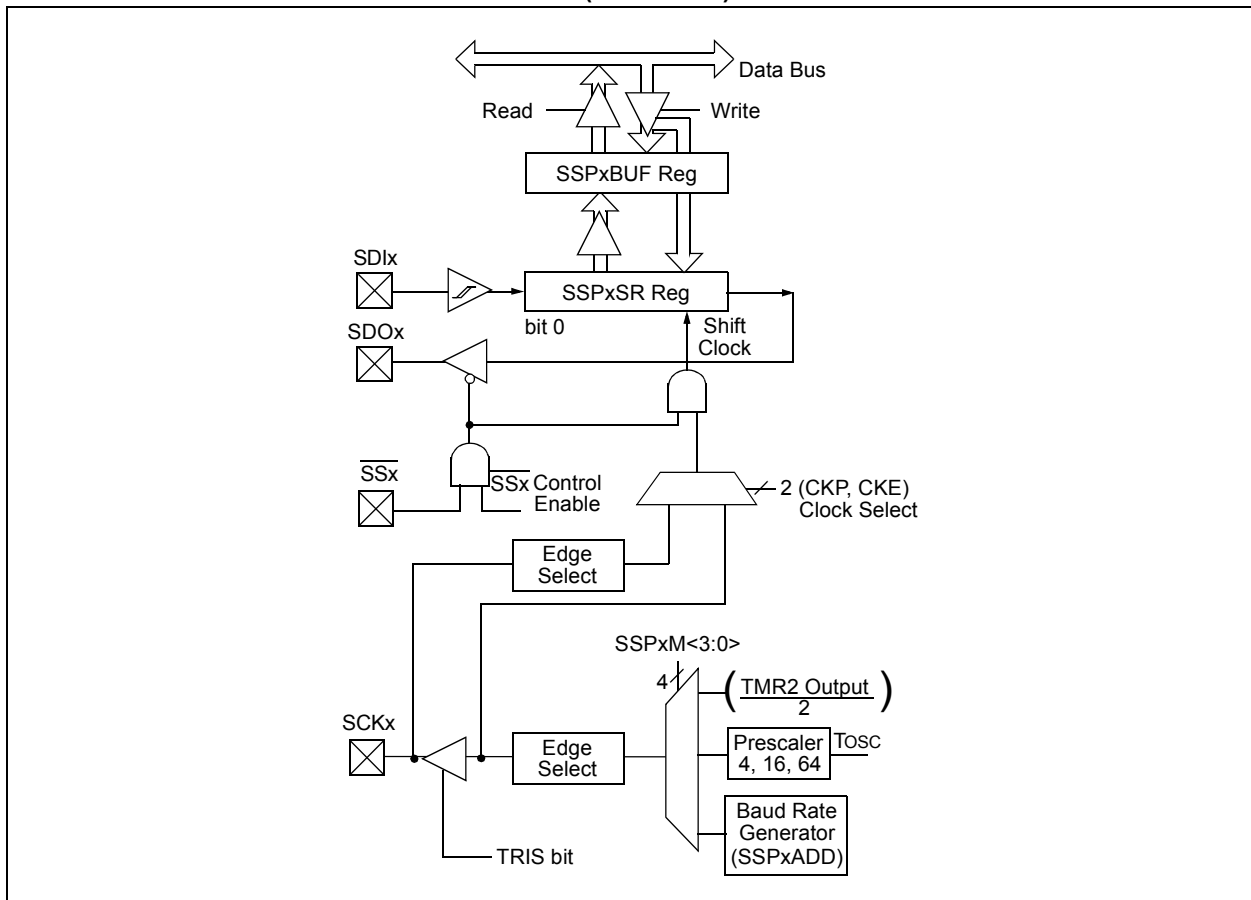 Data Bus
Read
Write
SSPxBUF Reg
SDIx
SSPxSR Reg
bit 0
Shift
Clock
SDOx
SSx
SSx Control
Enable
2 (CKP, CKE)
Clock Select
Edge
Select
SSPxM<3:0>
4
(TMR2 Output)
2
SCKx
Edge
Select
Prescaler
4, 16, 64
TOSC
Baud Rate
Generator
(SSPxADD)
TRIS bit